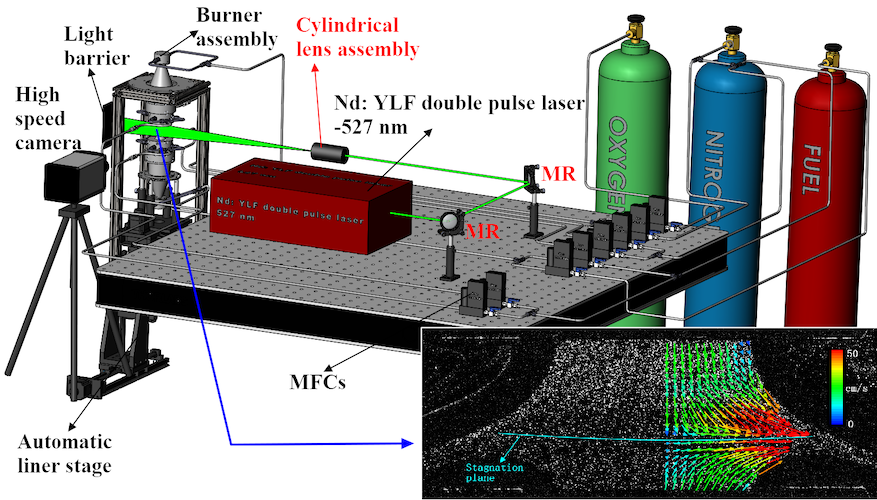 Burner
assembly
Light
barrier
Cylindrical
lens assembly
Nd: YLF double pulse laser
-527 nm
High
speed
camera
MR
MR
Nd: YLF double pulse laser
527 nm
OXYGEN
NITROG
FUEL
MFCs
Automatic
liner stage
50
cm/s
0
Stagnation
plane